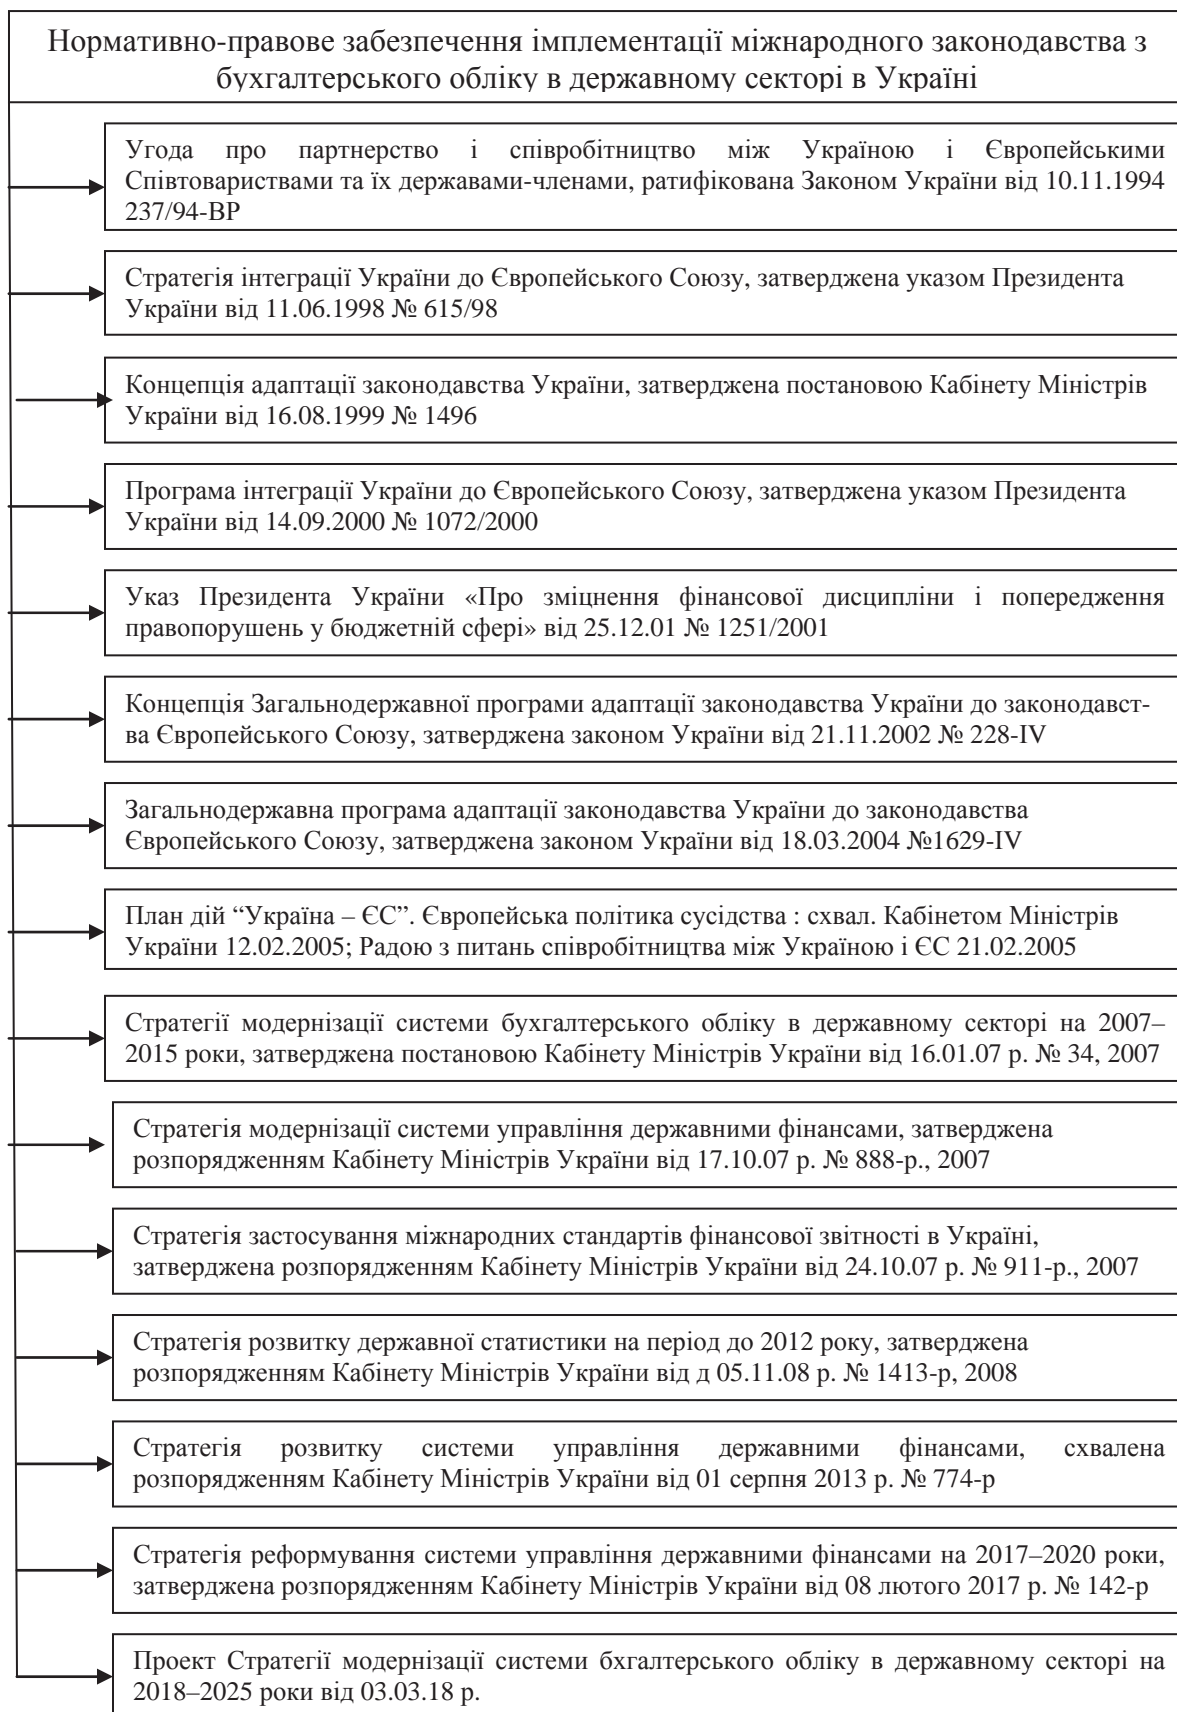 Нормативно-правове забезпечення імплементації міжнародного законодавства з
бухгалтерського обліку в державному секторі в Україні
Угода про партнерство і співробітництво між Україною і Європейськими
Співтовариствами та їх державами-членами, ратифікована Законом України від 10.11.1994
237/94-ВР
Стратегія інтеграції України до Європейського Союзу, затверджена указом Президента
України від 11.06.1998 № 615/98
Концепція адаптації законодавства України, затверджена постановою Кабінету Міністрів
України від 16.08.1999 № 1496
Програма інтеграції України до Європейського Союзу, затверджена указом Президента
України від 14.09.2000 № 1072/2000
Указ Президента України «Про зміцнення фінансової дисципліни і попередження
правопорушень у бюджетній сфері» від 25.12.01 № 1251/2001
Концепція Загальнодержавної програми адаптації законодавства України до законодавст-
ва Європейського Союзу, затверджена законом України від 21.11.2002 № 228-IV
Загальнодержавна програма адаптації законодавства України до законодавства
Європейського Союзу, затверджена законом України від 18.03.2004 №1629-IV
План дій “Україна – ЄС”. Європейська політика сусідства : схвал. Кабінетом Міністрів
України 12.02.2005; Радою з питань співробітництва між Україною і ЄС 21.02.2005
Стратегії модернізації системи бухгалтерського обліку в державному секторі на 2007–
2015 роки, затверджена постановою Кабінету Міністрів України від 16.01.07 р. № 34, 2007
Стратегія модернізації системи управління державними фінансами, затверджена
розпорядженням Кабінету Міністрів України від 17.10.07 р. № 888-р., 2007
Стратегія застосування міжнародних стандартів фінансової звітності в Україні,
затверджена розпорядженням Кабінету Міністрів України від 24.10.07 р. № 911-р., 2007
Стратегія розвитку державної статистики на період до 2012 року, затверджена
розпорядженням Кабінету Міністрів України від д 05.11.08 р. № 1413-р, 2008
Стратегія розвитку системи управління державними фінансами, схвалена
розпорядженням Кабінету Міністрів України від 01 серпня 2013 р. № 774-р
Стратегія реформування системи управління державними фінансами на 2017–2020 роки,
затверджена розпорядженням Кабінету Міністрів України від 08 лютого 2017 р. № 142-р
Проект Стратегії модернізації системи бхгалтерського обліку в державному секторі на
2018–2025 роки від 03.03.18 р.